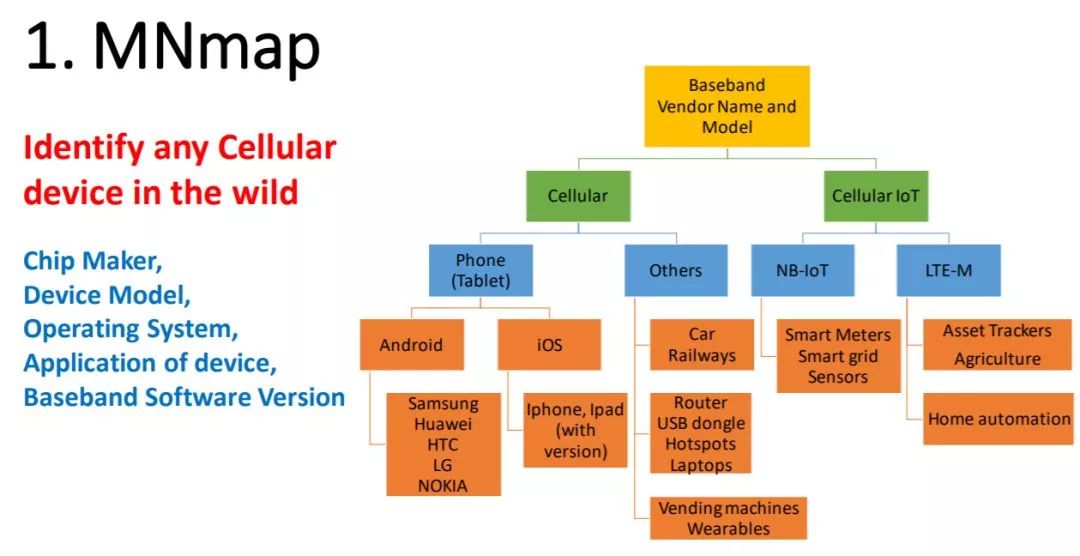 1. MNmap
Identify any Cellular
device in the wild
Chip Maker,
Device Model,
Operating System,
Application of device,
Baseband Software Version
Baseband
Vendor Name and
Model
Cellular
Cellular IoT
Phone
(Tablet)
Others
NB-IoT
LTE-M
Android
iOS
Car
Railways
Smart Meters
Smart grid
Sensors
Asset Trackers
Agriculture
Samsung
Huawei
HTC
LG
NOKIA
Iphone, Ipad
(with
version)
Router
USB dongle
Hotspots
Laptops
Home automation
Vending machines
Wearables